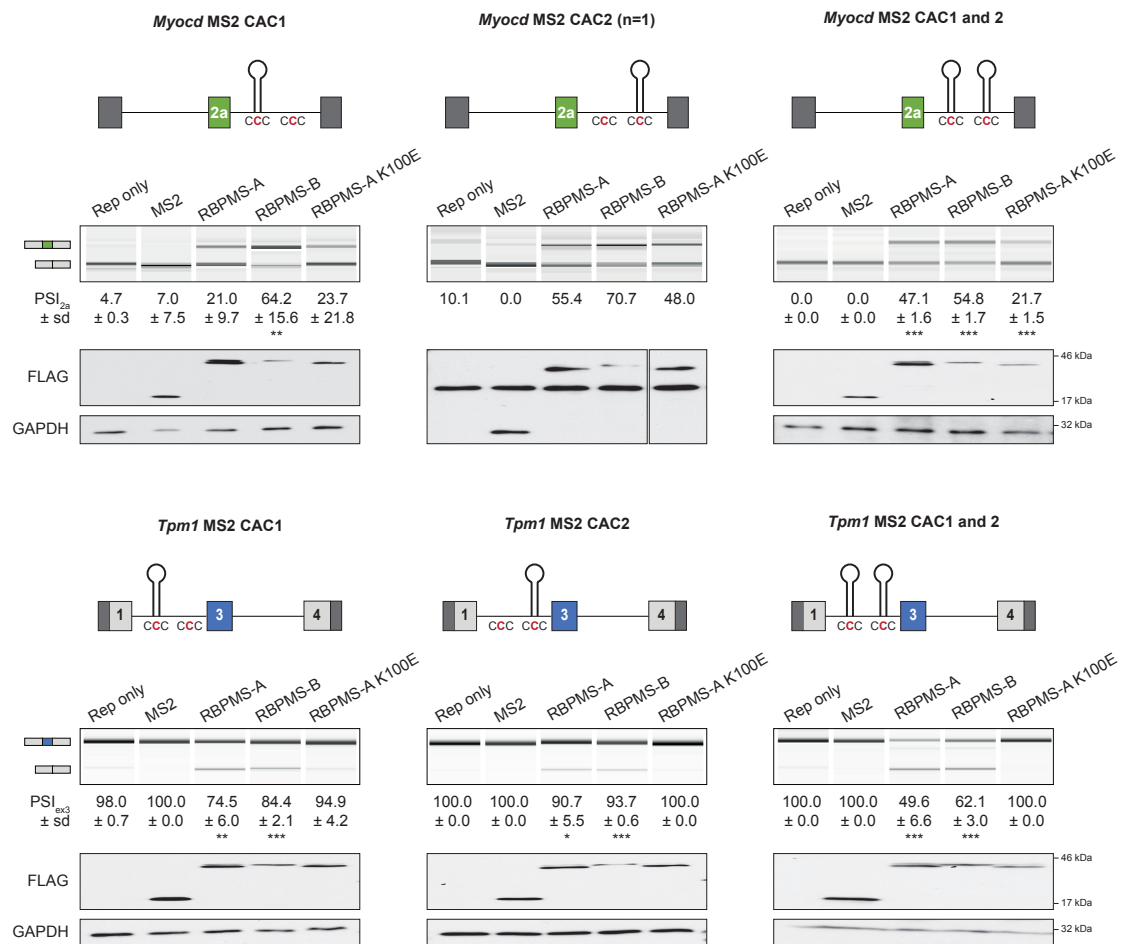 Myocd MS2 CAC1
Myocd MS2 CAC2 (n=1)
Myocd MS2 CAC1 and 2
2a
CCC CCC
2a
CCC CCC
2a
CCC CCC
Rep only MS2 RBPMS-A RBPMS-B RBPMS-A K100E
Rep only MS2 RBPMS-A RBPMS-B RBPMS-A K100E
Rep only MS2 RBPMS-A RBPMS-B RBPMS-A K100E
PSI2a 4.7 7.0 21.0 64.2 23.7 10.1 0.0 55.4 70.7 48.0 0.0 0.0 47.1 54.8 21.7
± sd ± 0.3 ± 7.5 ± 9.7 ± 15.6 ± 21.8 ± 0.0 ± 0.0 ± 1.6 ± 1.7 ± 1.5
** *** *** ***
FLAG
46 kDa
17 kDa
GAPDH
32 kDa
Tpm1 MS2 CAC1
Tpm1 MS2 CAC2
Tpm1 MS2 CAC1 and 2
1 3 4
CCC CCC
1 3 4
CCC CCC
1 3 4
CCC CCC
Rep only MS2 RBPMS-A RBPMS-B RBPMS-A K100E
Rep only MS2 RBPMS-A RBPMS-B RBPMS-A K100E
Rep only MS2 RBPMS-A RBPMS-B RBPMS-A K100E
PSIex3 98.0 100.0 74.5 84.4 94.9 100.0 100.0 90.7 93.7 100.0 100.0 100.0 49.6 62.1 100.0
± sd ± 0.7 ± 0.0 ± 6.0 ± 2.1 ± 4.2 ± 0.0 ± 0.0 ± 5.5 ± 0.6 ± 0.0 ± 0.0 ± 0.0 ± 6.6 ± 3.0 ± 0.0
** *** * *** *** ***
FLAG
46 kDa
17 kDa
GAPDH
32 kDa